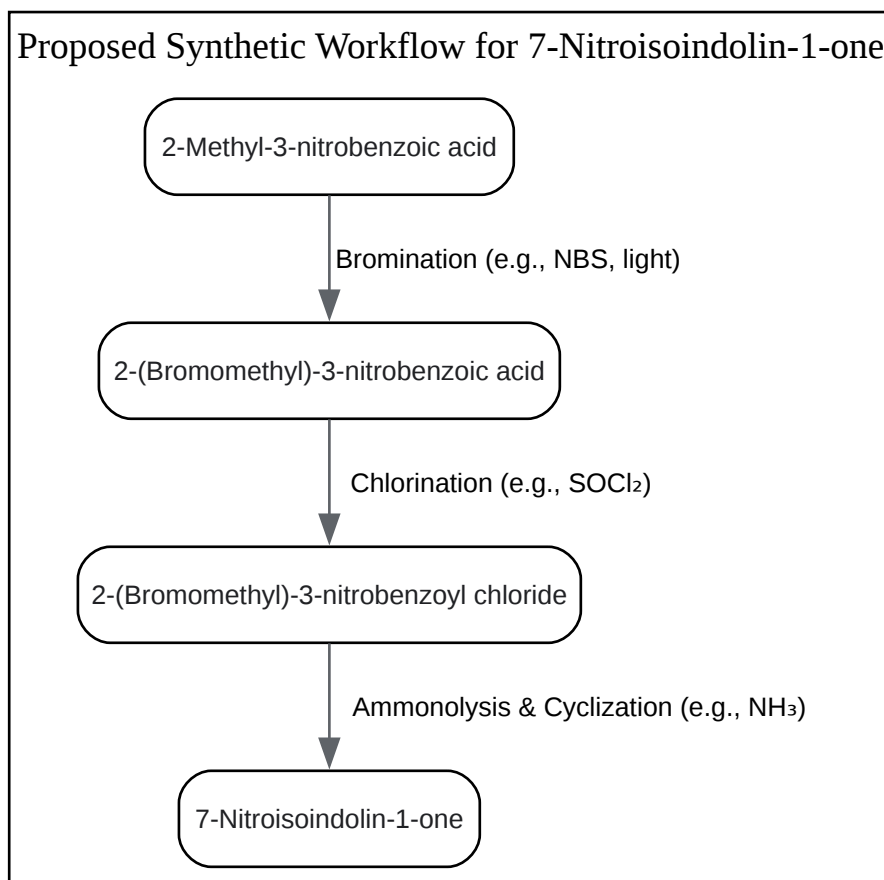 Proposed Synthetic Workflow for 7-Nitroisoindolin-1-one
2-Methyl-3-nitrobenzoic acid
Bromination (e.g., NBS, light)
2-(Bromomethyl)-3-nitrobenzoic acid
Chlorination (e.g., SOCl₂)
2-(Bromomethyl)-3-nitrobenzoyl chloride
Ammonolysis & Cyclization (e.g., NH₃)
7-Nitroisoindolin-1-one